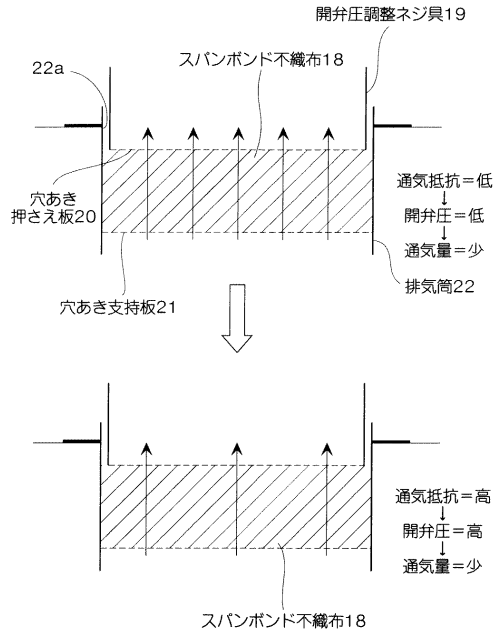 開弁圧調整ネジ具19
スパンボンド不織布18
22a
穴あき
押さえ板20
通気抵抗=低
↓
開弁圧=低
↓
通気量=少
排気筒22
穴あき支持板21
通気抵抗=高
↓
開弁圧=高
↓
通気量=少
スパンボンド不織布18